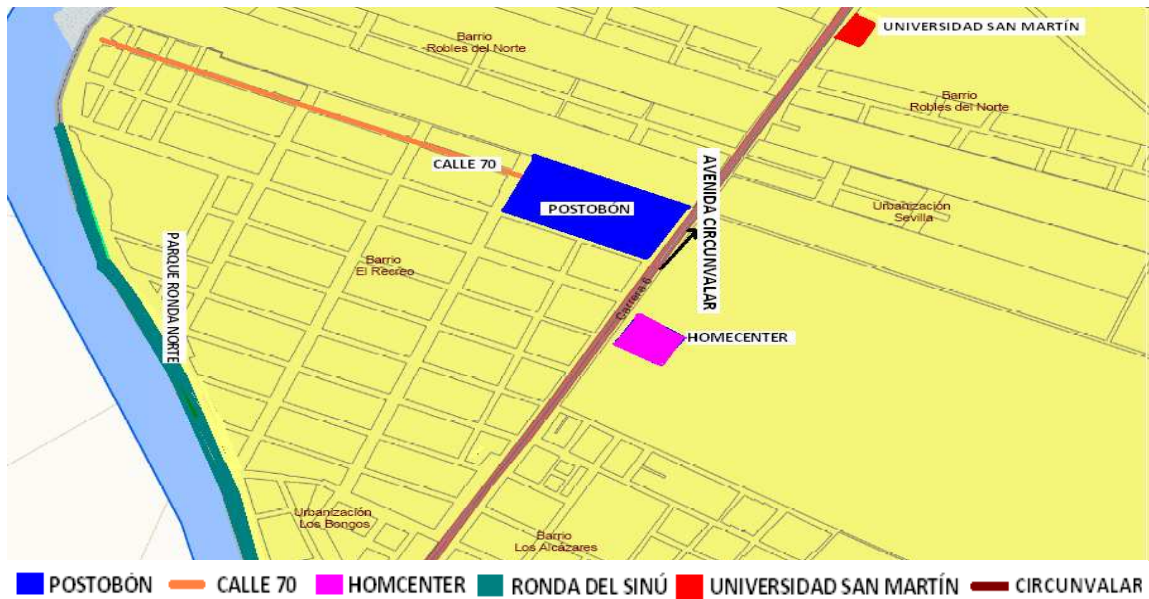 UNIVERSIDAD SAN MARTÍN
Barrio
Robles del Norte
Barrio
Robles del Norte
CALLE 70
AVENIDA CIRCUNVALAR
POSTOBÓN
Urbanización
Sevilla
PARQUE RONDA NORTE
Barrio
El Recreo
Carrera 6
HOMECENTER
Urbanización
Los Bongos
Barrio
Los Alcázares
POSTOBÓN CALLE 70 HOMCENTER RONDA DEL SINÚ UNIVERSIDAD SAN MARTÍN CIRCUNVALAR